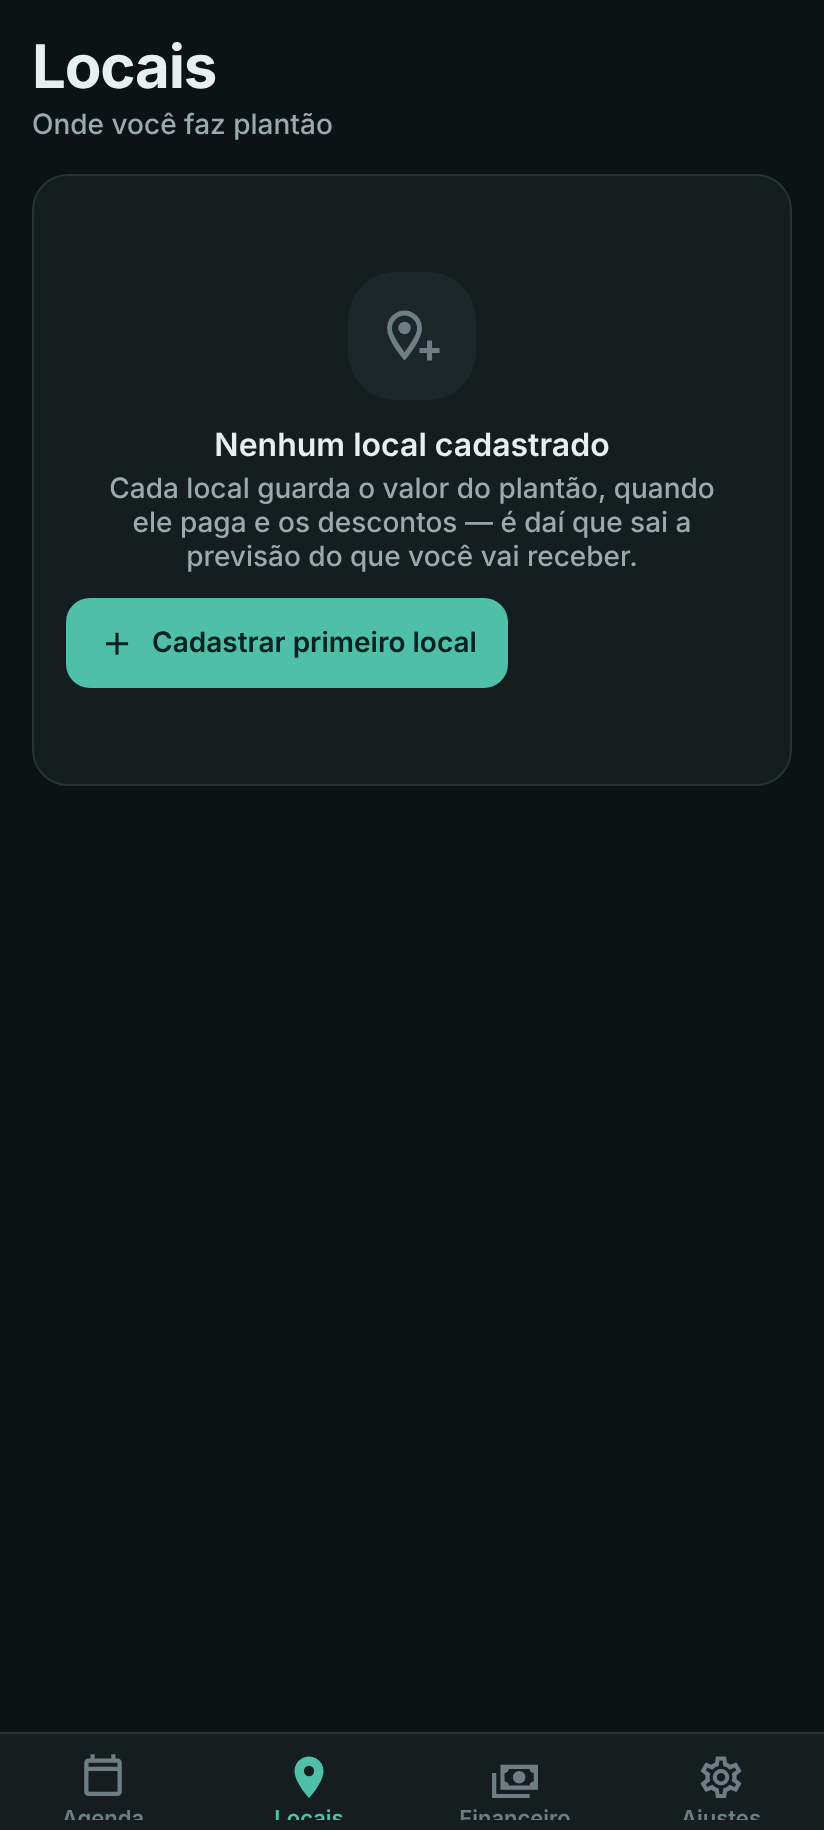 Locais
Onde você faz plantão
Nenhum local cadastrado
Cada local guarda o valor do plantão, quando
ele paga e os descontos — é daí que sai a
previsão do que você vai receber.
Cadastrar primeiro local
Agenda
Locais
Financeiro
Ajustes